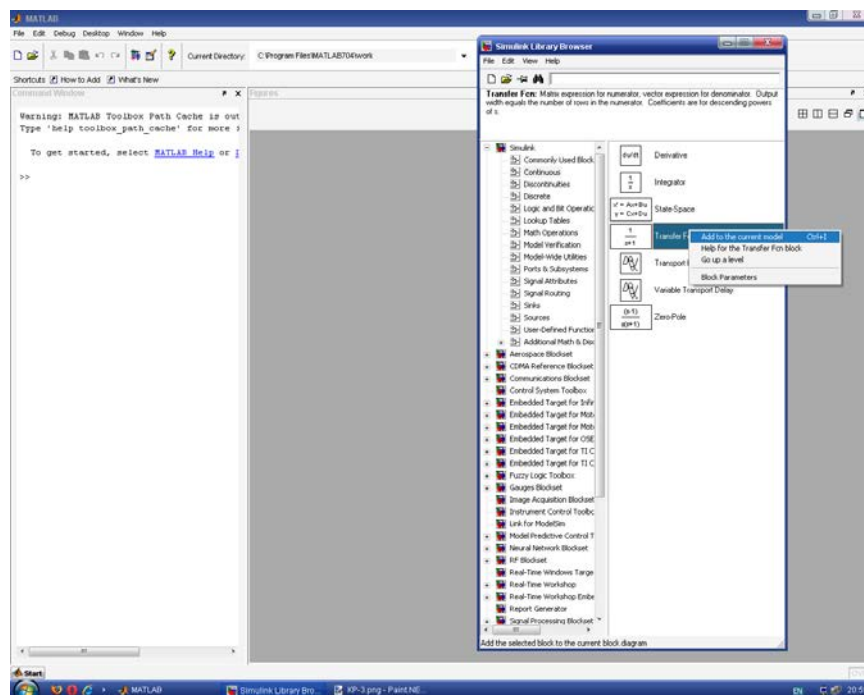 MATLAB
File Edit Debug Desktop Window Help
Current Directory: C:\Program Files\MATLAB704\work
Shortcuts How to Add What's New
Command Window
Figures
Warning: MATLAB Toolbox Path Cache is out
Type 'help toolbox_path_cache' for more
To get started, select MATLAB Help or
>>
Simulink Library Browser
File Edit View Help
Transfer Fcn: Matrix expression for numerator, vector expression for denominator. Output
width equals the number of rows in the numerator. Coefficients are for descending powers
of s.
Simulink
Commonly Used Block
Continuous
Discontinuities
Discrete
Logic and Bit Operatic
Lookup Tables
Math Operations
Model Verification
Model-Wide Utilities
Ports & Subsystems
Signal Attributes
Signal Routing
Sinks
Sources
User-Defined Function
Additional Math & Disc
Aerospace Blockset
CDMA Reference Blockset
Communications Blockset
Control System Toolbox
Embedded Target for Infir
Embedded Target for Mot
Embedded Target for Mot
Embedded Target for OSE
Embedded Target for TI C
Embedded Target for TI C
Fuzzy Logic Toolbox
Gauges Blockset
Image Acquisition Blockset
Instrument Control Toolbc
Link for ModelSim
Model Predictive Control T
Neural Network Blockset
RF Blockset
Real-Time Windows Targe
Real-Time Workshop
Real-Time Workshop Embe
Report Generator
Signal Processing Blockset
du/dt Derivative
1/s Integrator
x' = Ax+Bu
y = Cx+Du State-Space
1/s+1 Transfer F
Transport
Variable Transport Delay
(s-1)/s(s+1) Zero-Pole
Add to the current model Ctrl+I
Help for the Transfer Fcn block
Go up a level
Block Parameters
Add the selected block to the current block diagram
Start
MATLAB
Simulink Library Bro...
KP-3.png - Paint.NE...
EN